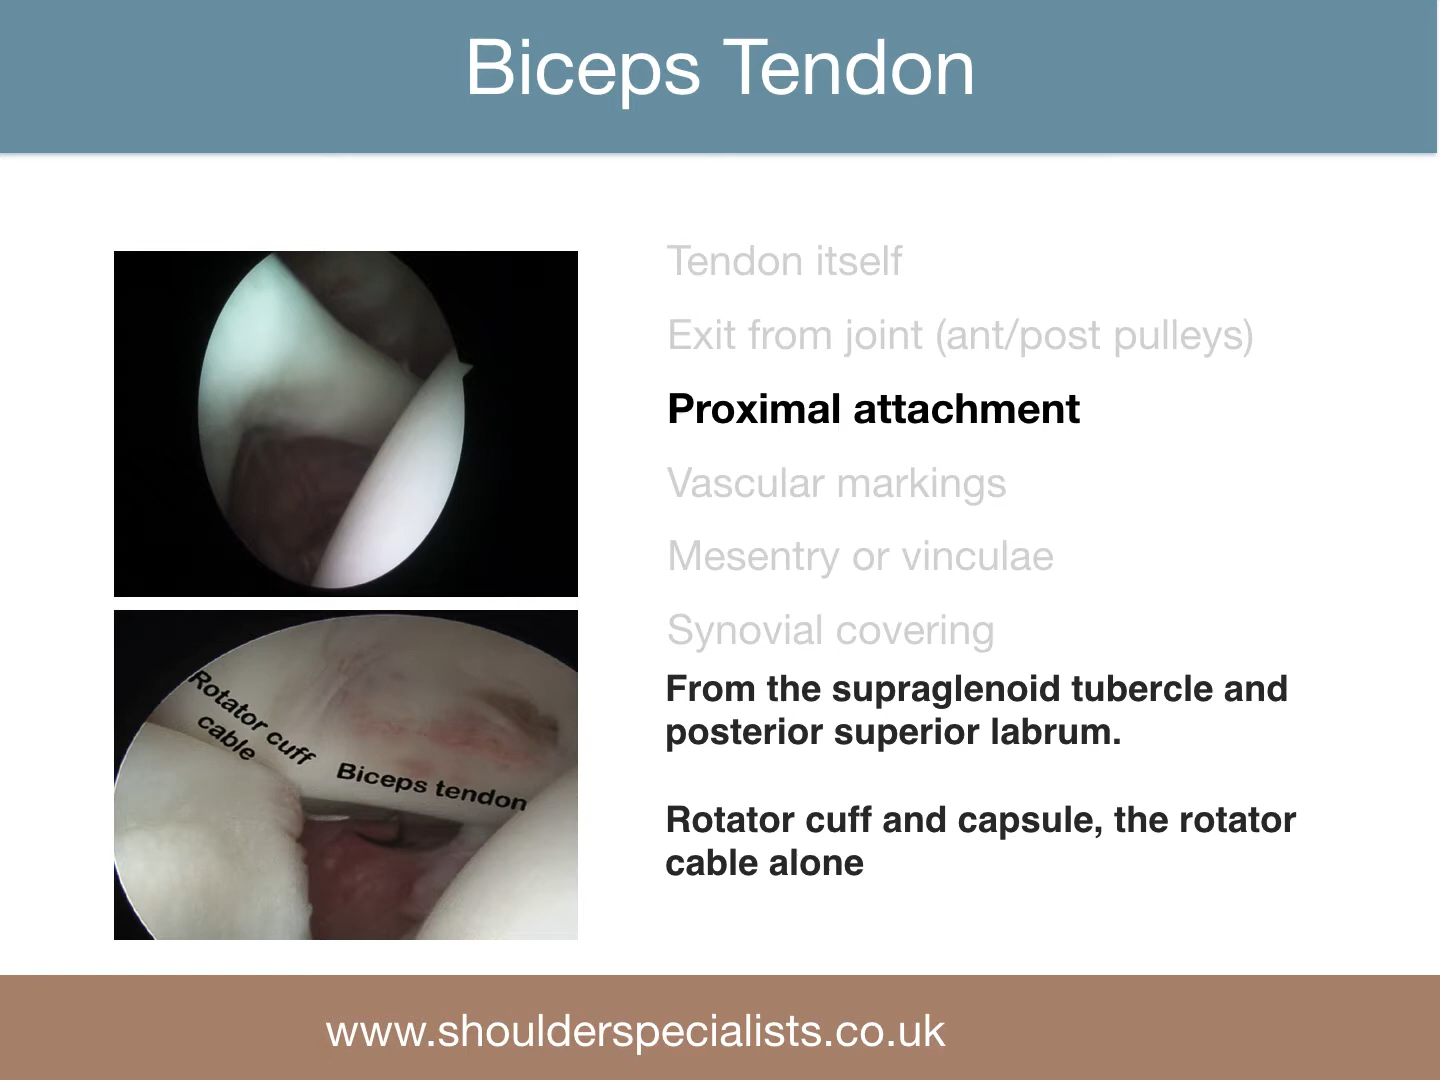 Biceps Tendon
Tendon itself
Exit from joint (ant/post pulleys)
Proximal attachment
Vascular markings
Mesentry or vinculae
Synovial covering
From the supraglenoid tubercle and
posterior superior labrum.
Rotator cuff and capsule, the rotator
cable alone
Rotator cuff
cable
Biceps tendon
www.shoulderspecialists.co.uk